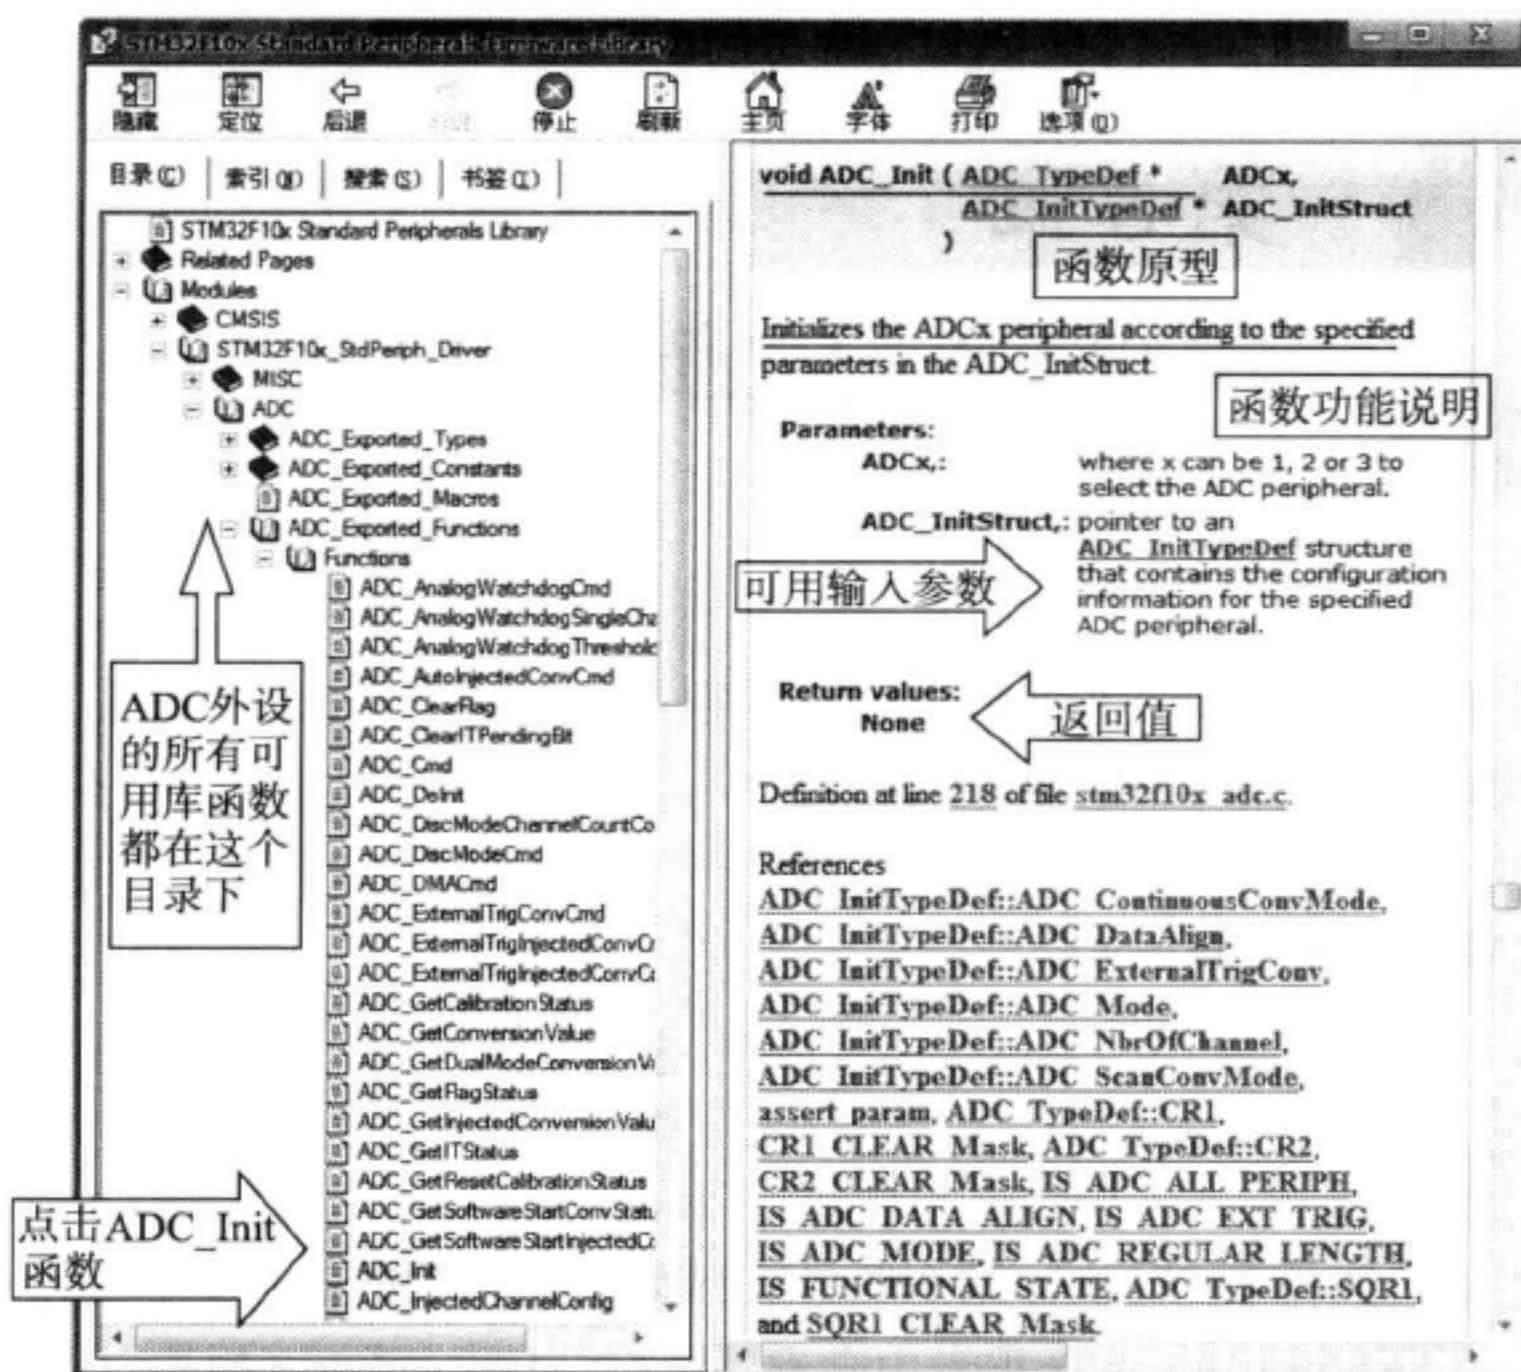 STM32F10x Standard Peripherals Firmware Library
隐藏 定位 后退 停止 刷新 主页 字体 打印 选项(O)
目录(C) 索引(N) 搜索(S) 书签(I)
STM32F10x Standard Peripherals Library
Related Pages
Modules
CMSIS
STM32F10x_StdPeriph_Driver
MISC
ADC
ADC_Exported_Types
ADC_Exported_Constants
ADC_Exported_Macros
ADC_Exported_Functions
Functions
ADC_AnalogWatchdogCmd
ADC_AnalogWatchdogSingleCha
ADC_AnalogWatchdogThreshold
ADC_AutoInjectedConvCmd
ADC_ClearFlag
ADC_ClearITPendingBit
ADC_Cmd
ADC_DeInit
ADC_DiscModeChannelCountCo
ADC_DiscModeCmd
ADC_DMACmd
ADC_ExternalTrigConvCmd
ADC_ExternalTrigInjectedConvC
ADC_ExternalTrigInjectedConvCo
ADC_GetCalibrationStatus
ADC_GetConversionValue
ADC_GetDualModeConversionVa
ADC_GetFlagStatus
ADC_GetInjectedConversionValu
ADC_GetITStatus
ADC_GetResetCalibrationStatus
ADC_GetSoftwareStartConvStatu
ADC_GetSoftwareStartInjectedCo
ADC_Init
ADC_InjectedChannelConfig
ADC外设
的所有可
用库函数
都在这个
目录下
点击ADC_Init
函数
void ADC_Init ( ADC_TypeDef * ADCx,
ADC_InitTypeDef * ADC_InitStruct
)
函数原型
Initializes the ADCx peripheral according to the specified
parameters in the ADC_InitStruct.
函数功能说明
Parameters:
ADCx,: where x can be 1, 2 or 3 to
select the ADC peripheral.
ADC_InitStruct,: pointer to an
ADC_InitTypeDef structure
that contains the configuration
information for the specified
ADC peripheral.
可用输入参数
Return values:
None
返回值
Definition at line 218 of file stm32f10x_adc.c.
References
ADC_InitTypeDef::ADC_ContinuousConvMode,
ADC_InitTypeDef::ADC_DataAlign,
ADC_InitTypeDef::ADC_ExternalTrigConv,
ADC_InitTypeDef::ADC_Mode,
ADC_InitTypeDef::ADC_NbrOfChannel,
ADC_InitTypeDef::ADC_ScanConvMode,
assert_param, ADC_TypeDef::CR1,
CR1_CLEAR_Mask, ADC_TypeDef::CR2,
CR2_CLEAR_Mask, IS_ADC_ALL_PERIPH,
IS_ADC_DATA_ALIGN, IS_ADC_EXT_TRIG,
IS_ADC_MODE, IS_ADC_REGULAR_LENGTH,
IS_FUNCTIONAL_STATE, ADC_TypeDef::SQR1,
and SQR1_CLEAR_Mask.